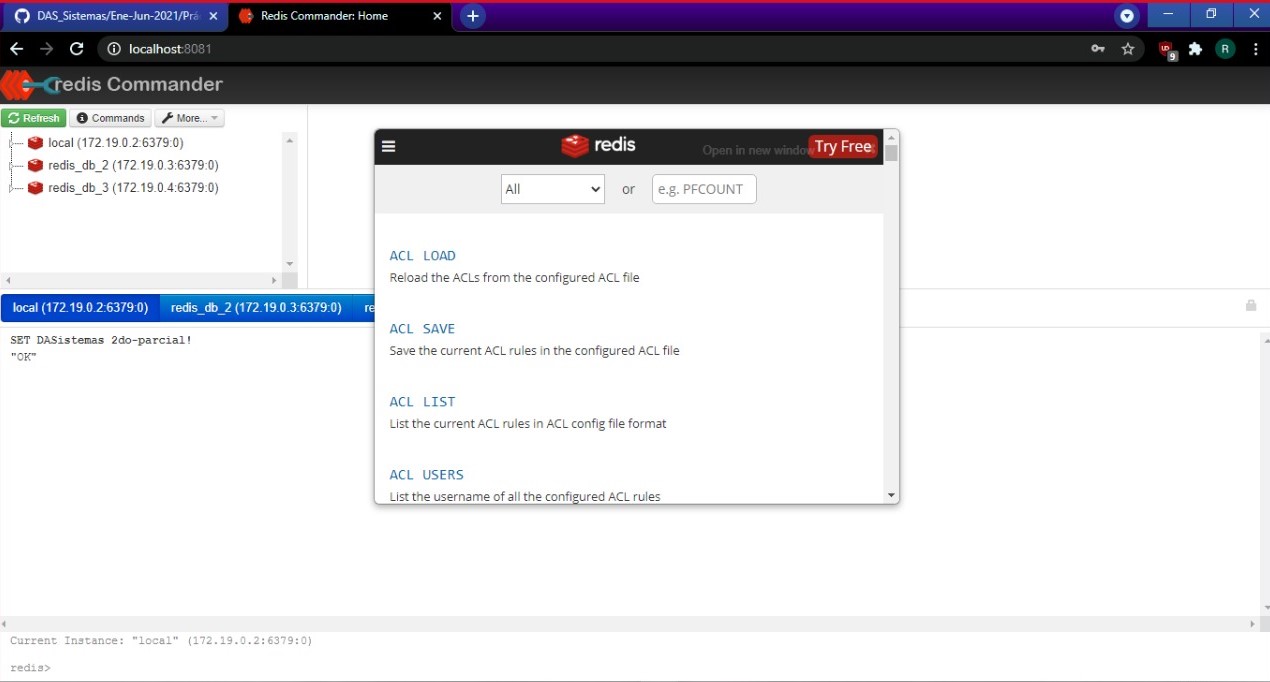 DAS_Sistemas/Ene-Jun-2021/Prá
Redis Commander: Home
localhost:8081
9
R
redis Commander
Refresh
Commands
More...
local (172.19.0.2:6379:0)
redis_db_2 (172.19.0.3:6379:0)
redis_db_3 (172.19.0.4:6379:0)
redis
Open in new window
Try Free
All
or
e.g. PFCOUNT
ACL LOAD
Reload the ACLs from the configured ACL file
ACL SAVE
Save the current ACL rules in the configured ACL file
ACL LIST
List the current ACL rules in ACL config file format
ACL USERS
List the username of all the configured ACL rules
local (172.19.0.2:6379:0)
redis_db_2 (172.19.0.3:6379:0)
re
SET DASistemas 2do-parcial!
"OK"
Current Instance: "local" (172.19.0.2:6379:0)
redis>